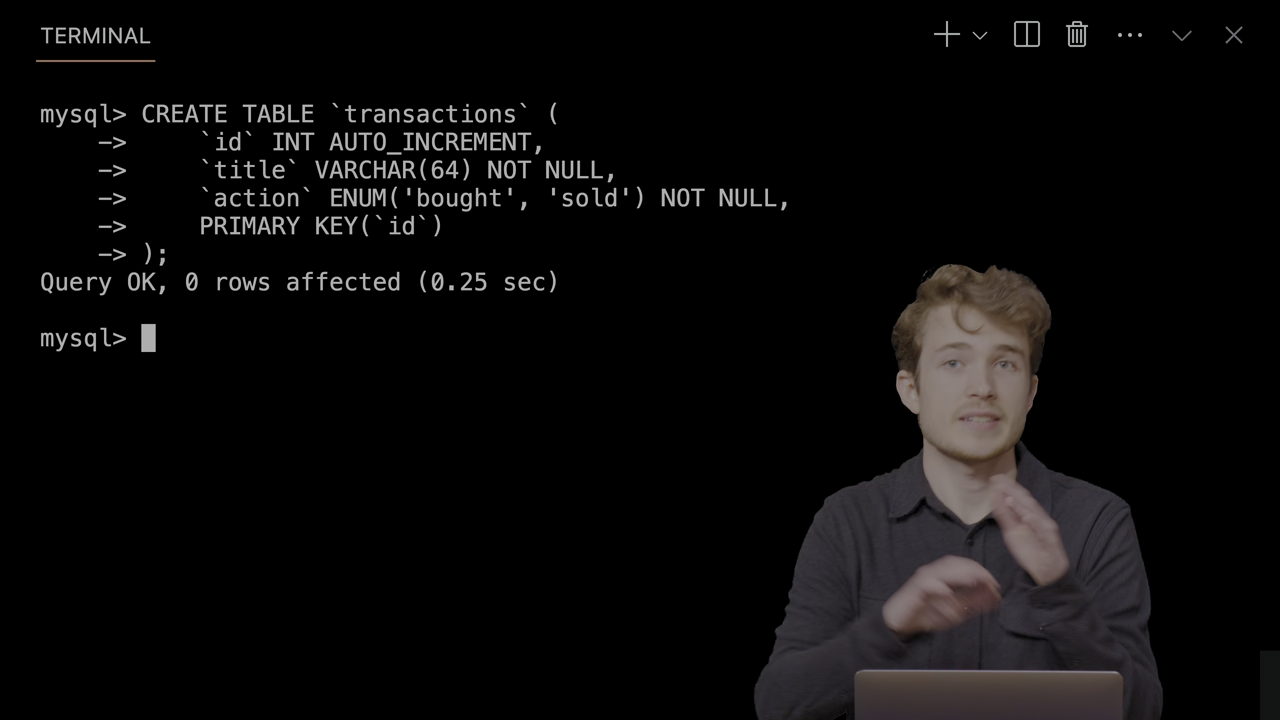 TERMINAL
mysql> CREATE TABLE `transactions` (
    ->     `id` INT AUTO_INCREMENT,
    ->     `title` VARCHAR(64) NOT NULL,
    ->     `action` ENUM('bought', 'sold') NOT NULL,
    ->     PRIMARY KEY(`id`)
    -> );
Query OK, 0 rows affected (0.25 sec)
mysql>